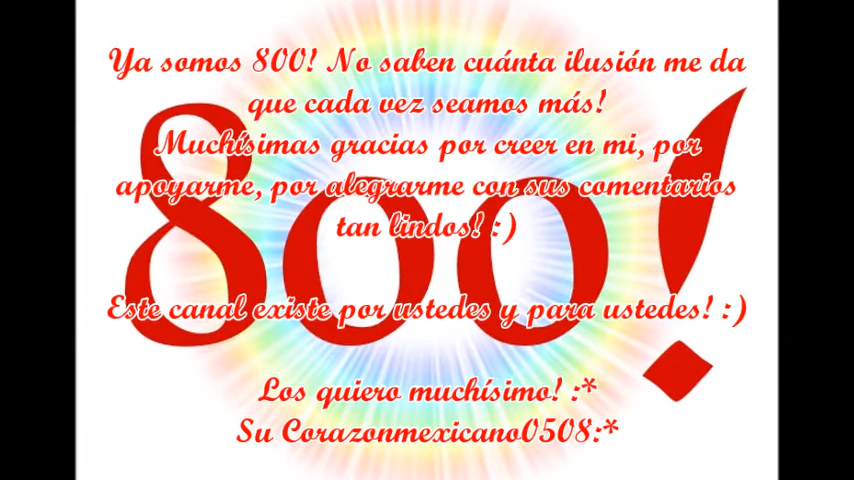 Ya somos 800! No saben cuánta ilusión me da
que cada vez seamos más!
Muchísimas gracias por creer en mi, por
apoyarme, por alegrarme con sus comentarios
tan lindos! :)
800!
Este canal existe por ustedes y para ustedes! :)
Los quiero muchísimo! :*
Su Corazonmexicano0508:*